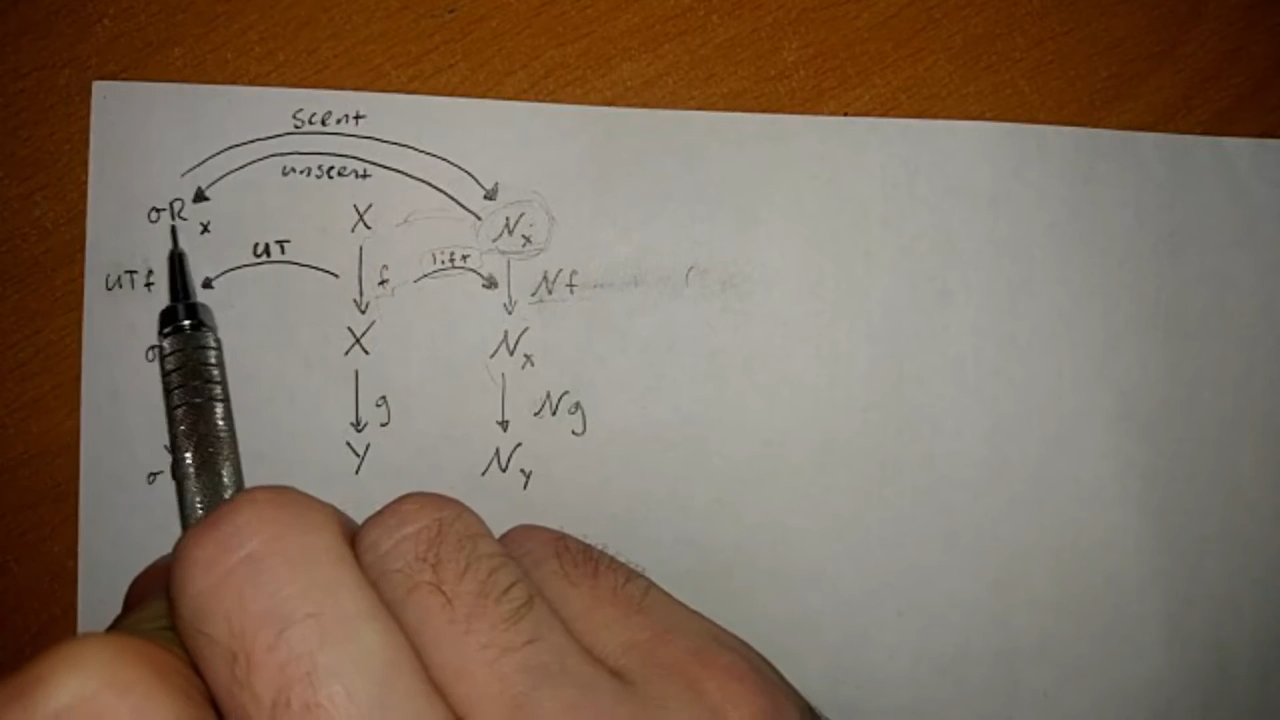 scent
unscent
σR x X N x
UT lift
UTf f Nf
σ X N x
g Ng
σ Y N y